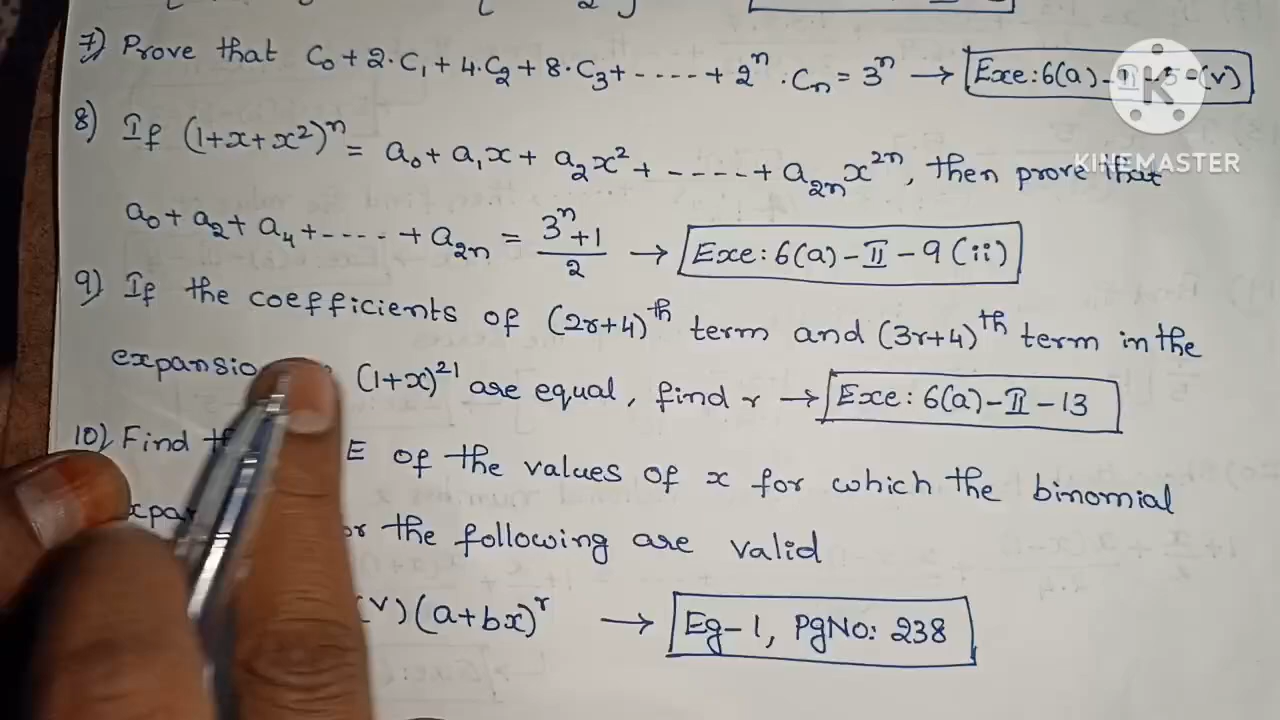 7) Prove that C₀ + 2·C₁ + 4·C₂ + 8·C₃ + ----- + 2ⁿ·Cₙ = 3ⁿ → Exe: 6(a)-II-5-(v)
K
KINEMASTER
8) If (1+x+x²)ⁿ = a₀ + a₁x + a₂x² + ----- + a₂ₙx²ⁿ, then prove that
a₀ + a₂ + a₄ + ----- + a₂ₙ = (3ⁿ+1)/2 → Exe: 6(a)-II-9(ii)
9) If the coefficients of (2r+4)ᵗʰ term and (3r+4)ᵗʰ term in the
(1+x)²¹ are equal, find r → Exe: 6(a)-II-13
10) Find E of the values of x for which the binomial
the following are valid
(v) (a+bx)ʳ → Eg-1, PgNo: 238